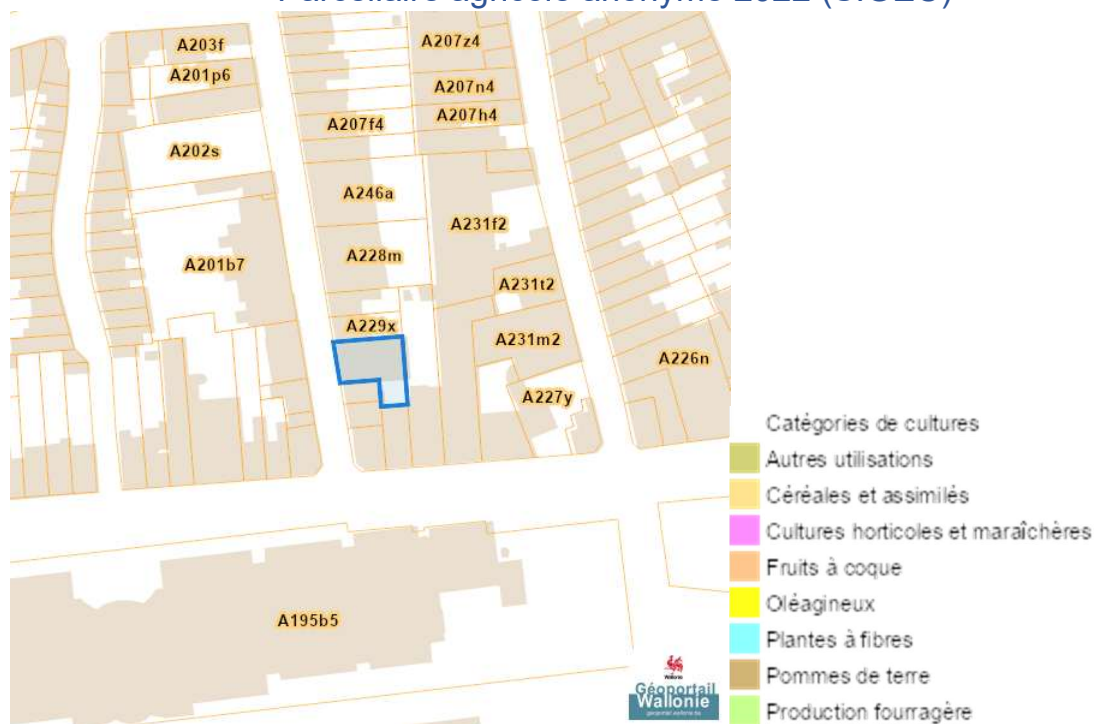 Parcellaire agricole anonyme 2022 (SIGEC)
A203f
A207z4
A201p6
A207n4
A207f4
A207h4
A202s
A246a
A231f2
A228m
A201b7
A231t2
A229x
A231m2
A226n
A227y
Catégories de cultures
Autres utilisations
Céréales et assimilés
Cultures horticoles et maraîchères
Fruits à coque
Oléagineux
Plantes à fibres
Pommes de terre
Production fourragère
A195b5
Wallonie
Géoportail
Wallonie